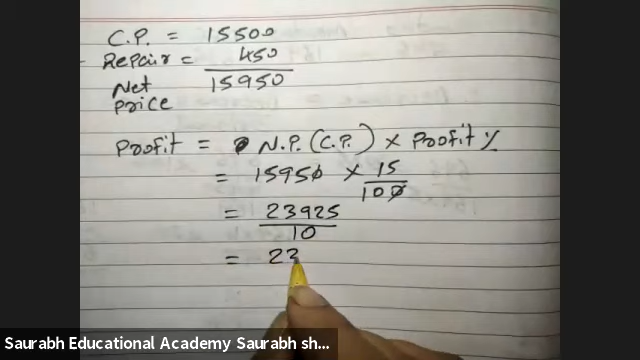 C.P. = 15500
Repair = 450
Net Price 15950
Profit = N.P. (C.P.) × Profit %
= 15950 × 15/100
= 23925/10
= 23
Saurabh Educational Academy Saurabh sh...